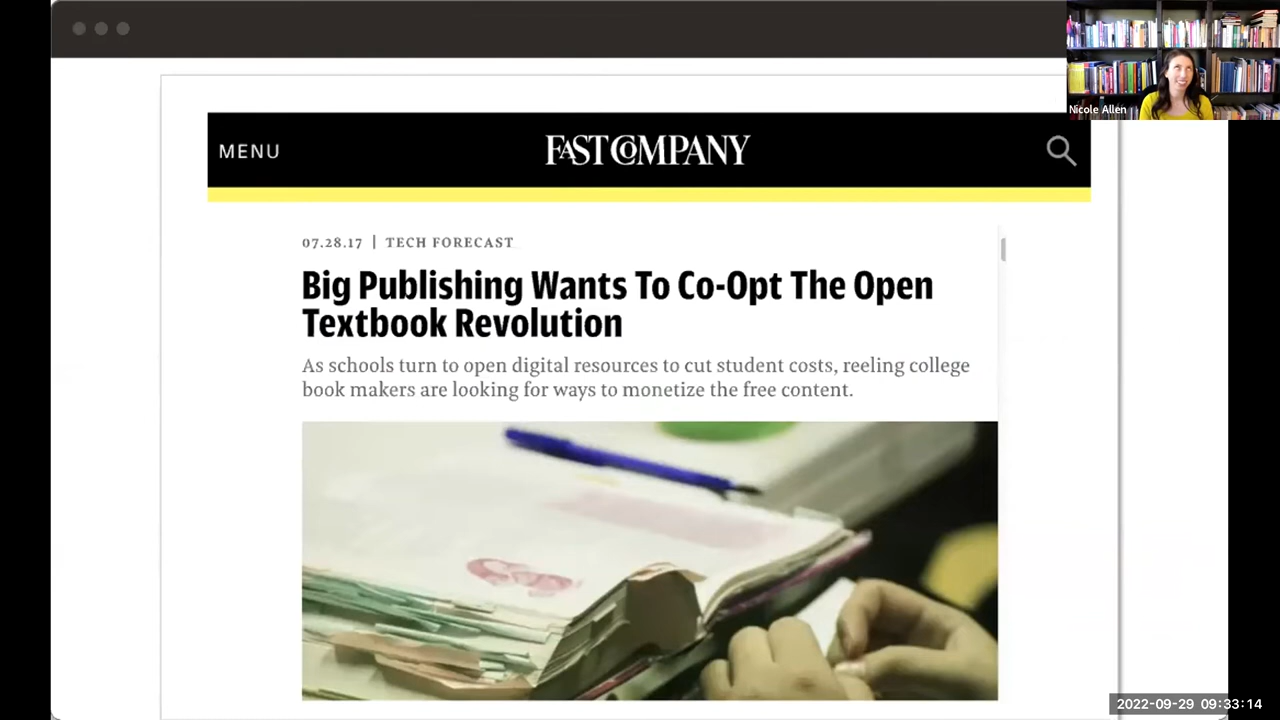 Nicole Allen
MENU
FAST COMPANY
07.28.17 | TECH FORECAST
Big Publishing Wants To Co-Opt The Open
Textbook Revolution
As schools turn to open digital resources to cut student costs, reeling college
book makers are looking for ways to monetize the free content.
2022-09-29 09:33:14